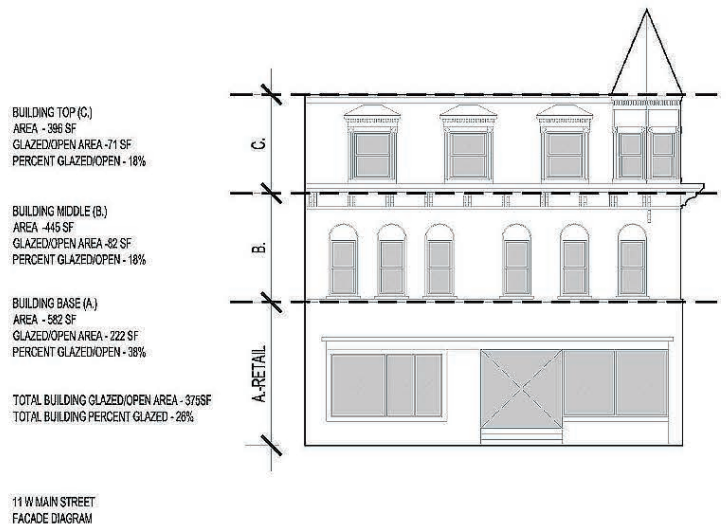 BUILDING TOP (C.)
AREA - 396 SF
GLAZED/OPEN AREA -71 SF
PERCENT GLAZED/OPEN - 18%
C.
BUILDING MIDDLE (B.)
AREA -445 SF
GLAZED/OPEN AREA -82 SF
PERCENT GLAZED/OPEN - 18%
B.
BUILDING BASE (A.)
AREA - 582 SF
GLAZED/OPEN AREA - 222 SF
PERCENT GLAZED/OPEN - 38%
A.-RETAIL
TOTAL BUILDING GLAZED/OPEN AREA - 375SF
TOTAL BUILDING PERCENT GLAZED - 26%
11 W MAIN STREET
FACADE DIAGRAM